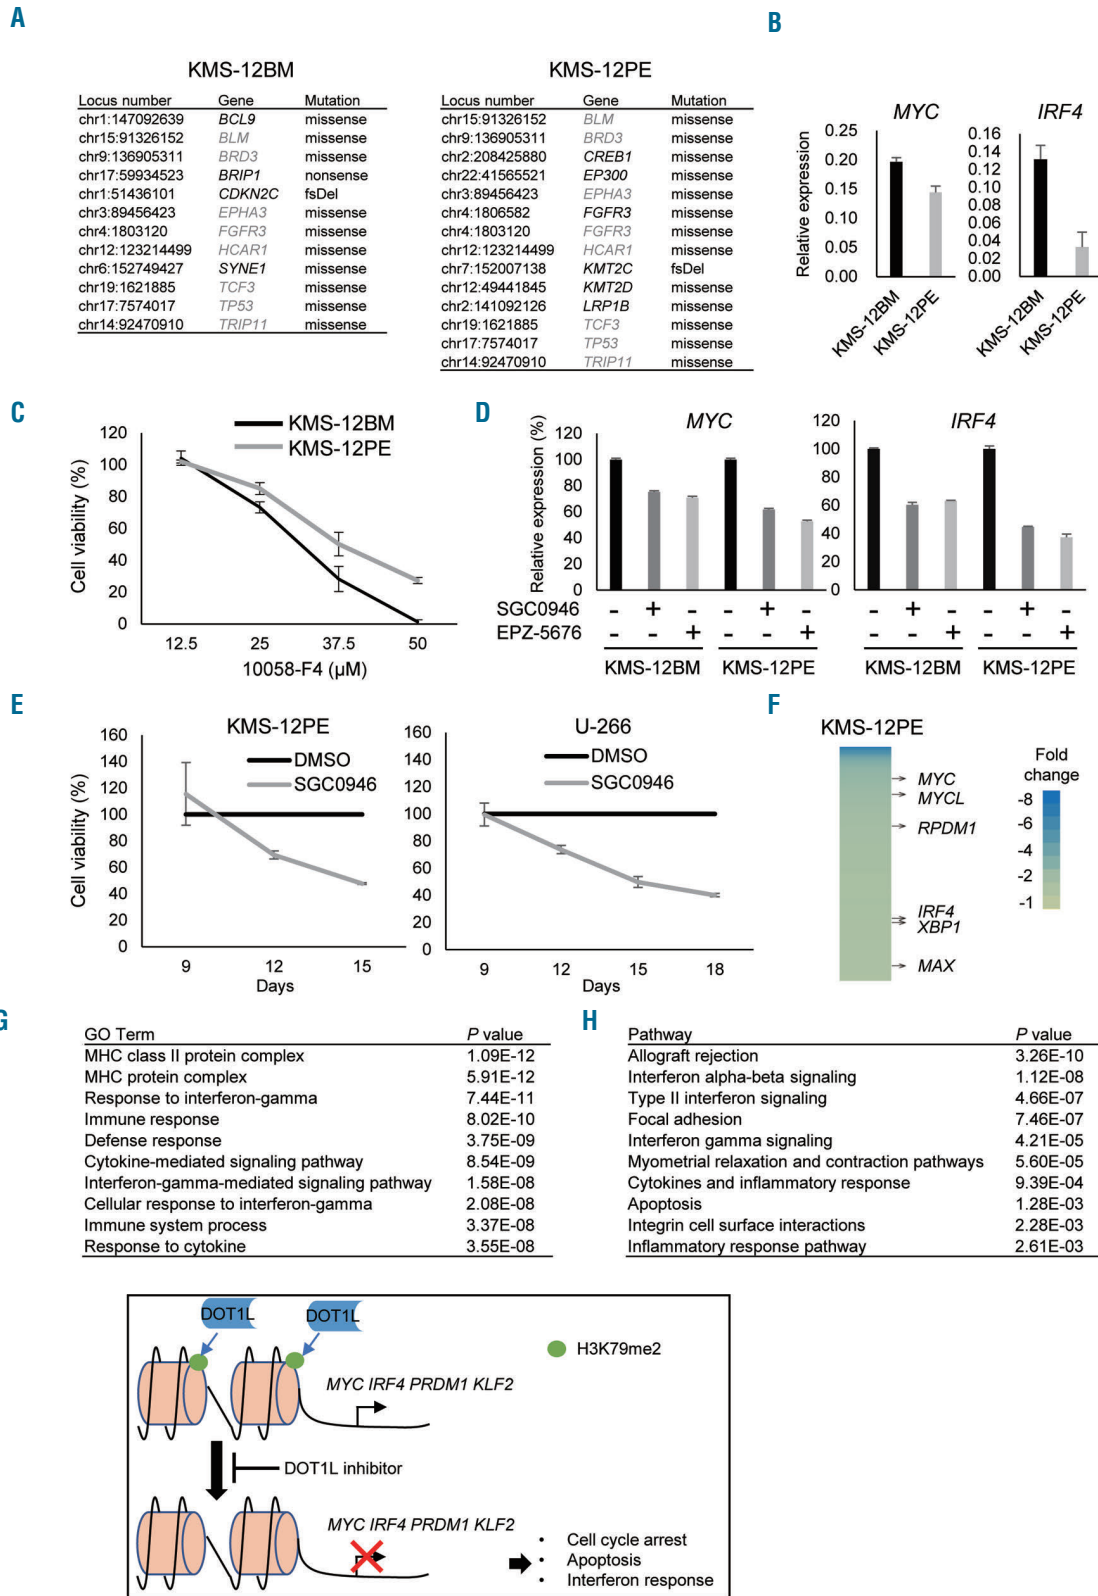 A
KMS-12BM
Locus number Gene Mutation
chr1:147092639 BCL9 missense
chr15:91326152 BLM missense
chr9:136905311 BRD3 missense
chr17:59934523 BRIP1 nonsense
chr1:51436101 CDKN2C fsDel
chr3:89456423 EPHA3 missense
chr4:1803120 FGFR3 missense
chr12:123214499 HCAR1 missense
chr6:152749427 SYNE1 missense
chr19:1621885 TCF3 missense
chr17:7574017 TP53 missense
chr14:92470910 TRIP11 missense
KMS-12PE
Locus number Gene Mutation
chr15:91326152 BLM missense
chr9:136905311 BRD3 missense
chr2:208425880 CREB1 missense
chr22:41565521 EP300 missense
chr3:89456423 EPHA3 missense
chr4:1806582 FGFR3 missense
chr4:1803120 FGFR3 missense
chr12:123214499 HCAR1 missense
chr7:152007138 KMT2C fsDel
chr12:49441845 KMT2D missense
chr2:141092126 LRP1B missense
chr19:1621885 TCF3 missense
chr17:7574017 TP53 missense
chr14:92470910 TRIP11 missense
B
MYC
Relative expression
0.25
0.20
0.15
0.10
0.05
0.00
KMS-12BM
KMS-12PE
IRF4
0.16
0.14
0.12
0.10
0.08
0.06
0.04
0.02
0.00
KMS-12BM
KMS-12PE
C
KMS-12BM
KMS-12PE
Cell viability (%)
120
100
80
60
40
20
0
12.5 25 37.5 50
10058-F4 (µM)
D
MYC
Relative expression (%)
120
100
80
60
40
20
0
IRF4
120
100
80
60
40
20
0
SGC0946 - + - - + - - + - - + -
EPZ-5676 - - + - - + - - + - - +
KMS-12BM KMS-12PE KMS-12BM KMS-12PE
E
KMS-12PE
DMSO
SGC0946
Cell viability (%)
160
140
120
100
80
60
40
20
0
9 12 15
Days
U-266
DMSO
SGC0946
160
140
120
100
80
60
40
20
0
9 12 15 18
Days
F
KMS-12PE
MYC
MYCL
RPDM1
IRF4
XBP1
MAX
Fold
change
-8
-6
-4
-2
-1
G
GO Term P value
MHC class II protein complex 1.09E-12
MHC protein complex 5.91E-12
Response to interferon-gamma 7.44E-11
Immune response 8.02E-10
Defense response 3.75E-09
Cytokine-mediated signaling pathway 8.54E-09
Interferon-gamma-mediated signaling pathway 1.58E-08
Cellular response to interferon-gamma 2.08E-08
Immune system process 3.37E-08
Response to cytokine 3.55E-08
H
Pathway P value
Allograft rejection 3.26E-10
Interferon alpha-beta signaling 1.12E-08
Type II interferon signaling 4.66E-07
Focal adhesion 7.46E-07
Interferon gamma signaling 4.21E-05
Myometrial relaxation and contraction pathways 5.60E-05
Cytokines and inflammatory response 9.39E-04
Apoptosis 1.28E-03
Integrin cell surface interactions 2.28E-03
Inflammatory response pathway 2.61E-03
DOT1L DOT1L
H3K79me2
MYC IRF4 PRDM1 KLF2
DOT1L inhibitor
MYC IRF4 PRDM1 KLF2
• Cell cycle arrest
• Apoptosis
• Interferon response